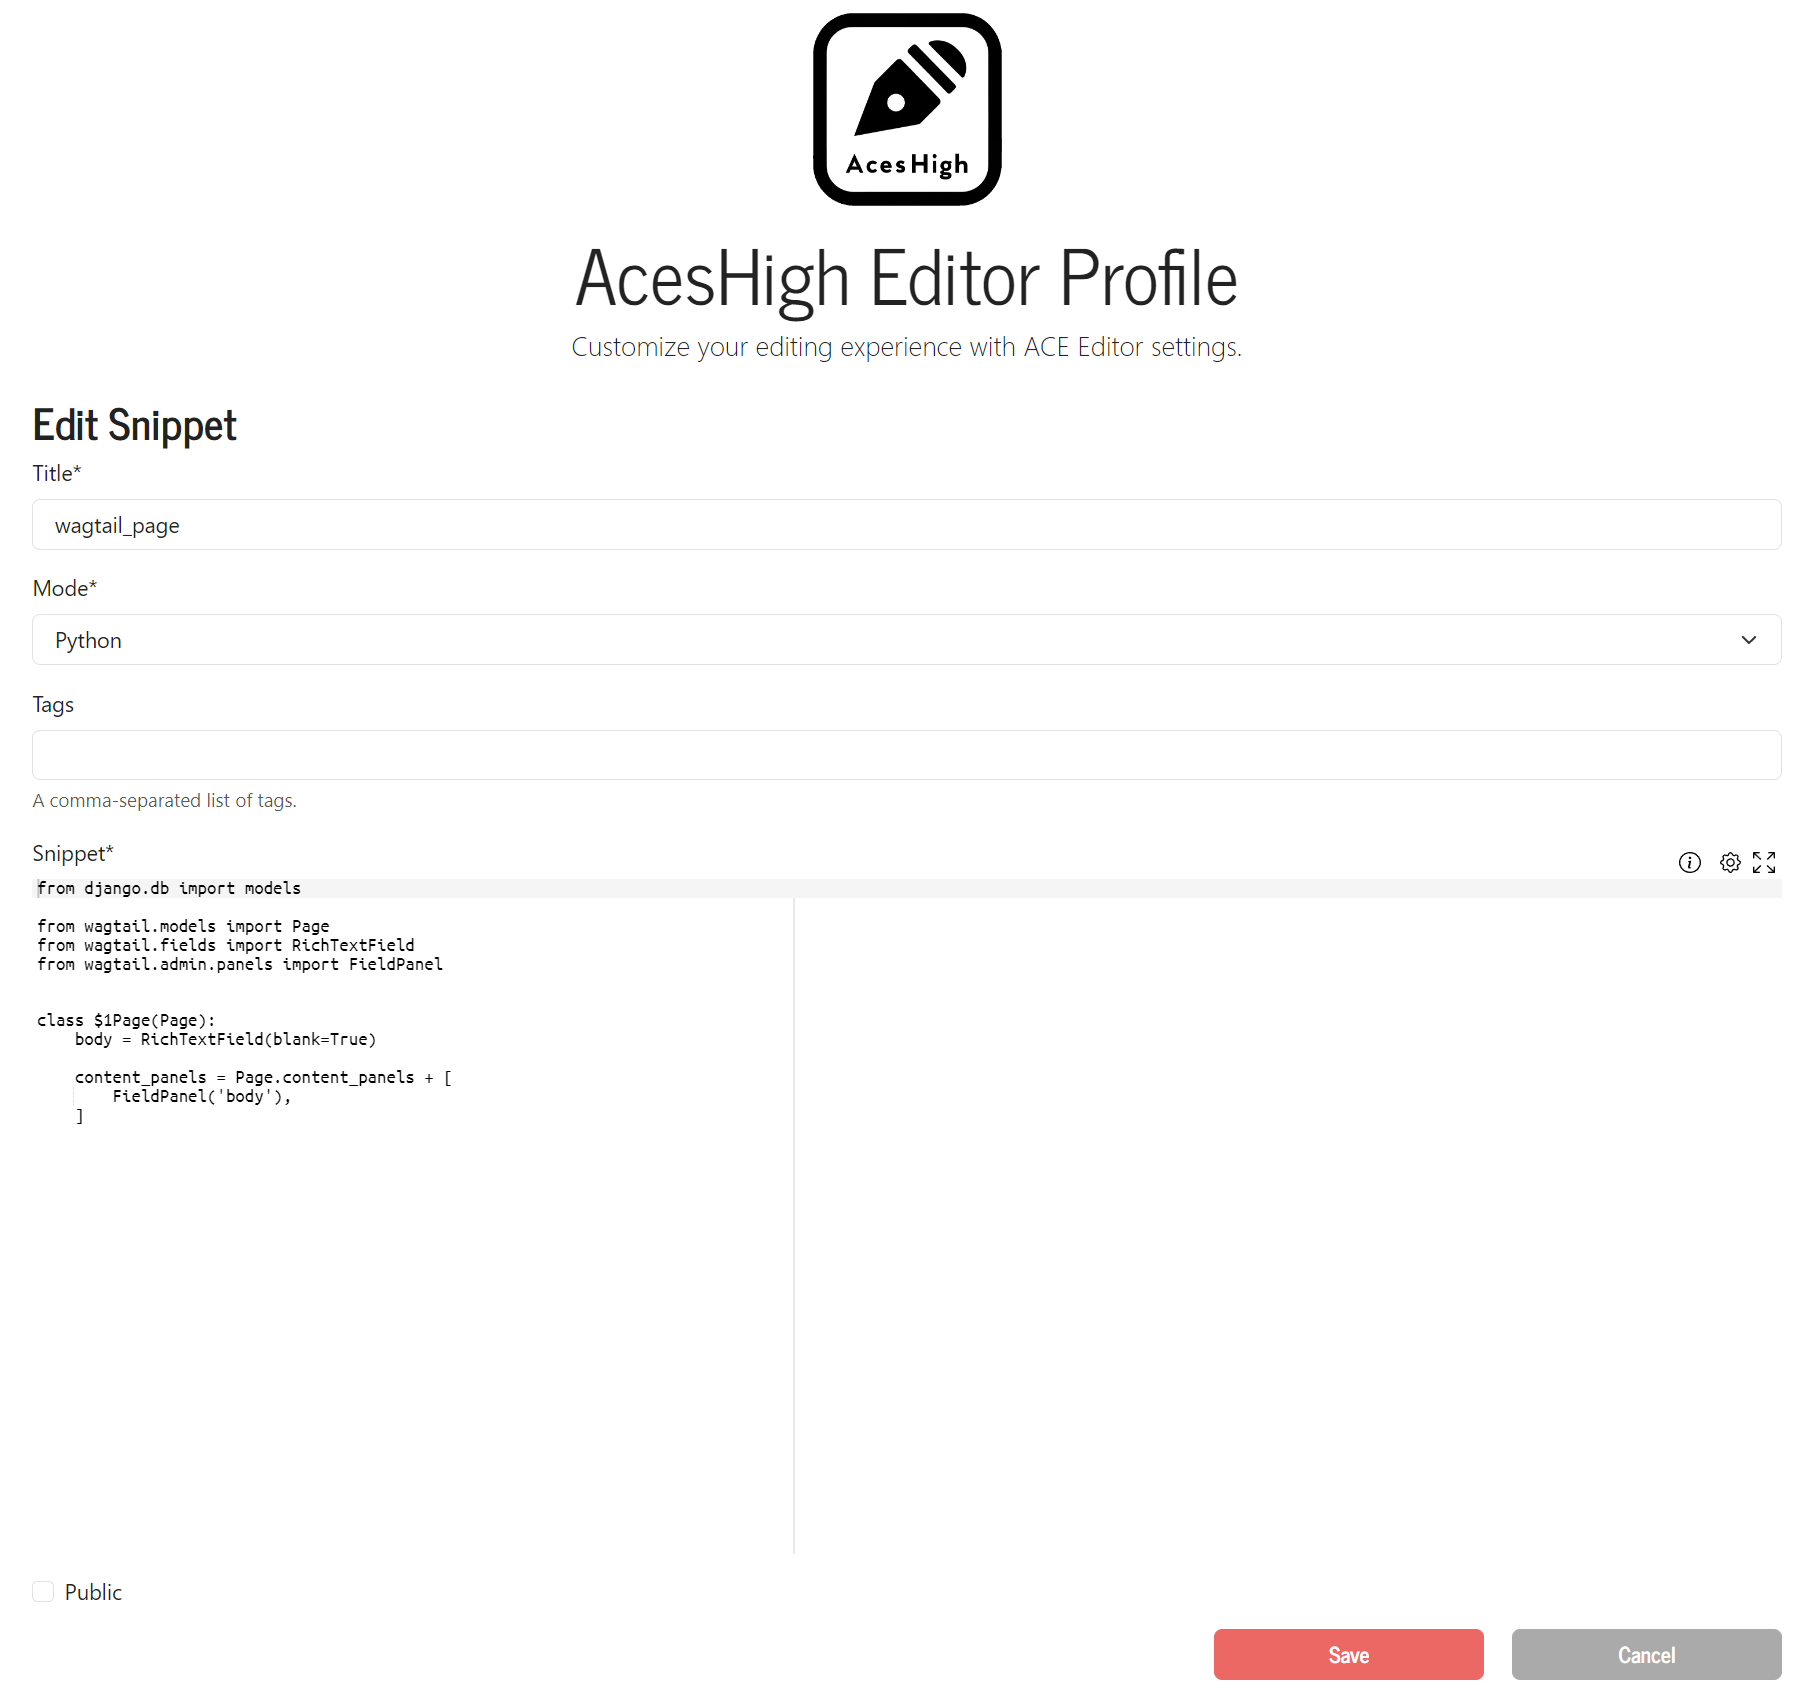 AcesHigh
AcesHigh Editor Profile
Customize your editing experience with ACE Editor settings.
Edit Snippet
Title*
wagtail_page
Mode*
Python
Tags
A comma-separated list of tags.
Snippet*
from django.db import models
from wagtail.models import Page
from wagtail.fields import RichTextField
from wagtail.admin.panels import FieldPanel
class $1Page(Page):
    body = RichTextField(blank=True)
    content_panels = Page.content_panels + [
        FieldPanel('body'),
    ]
Public
Save
Cancel